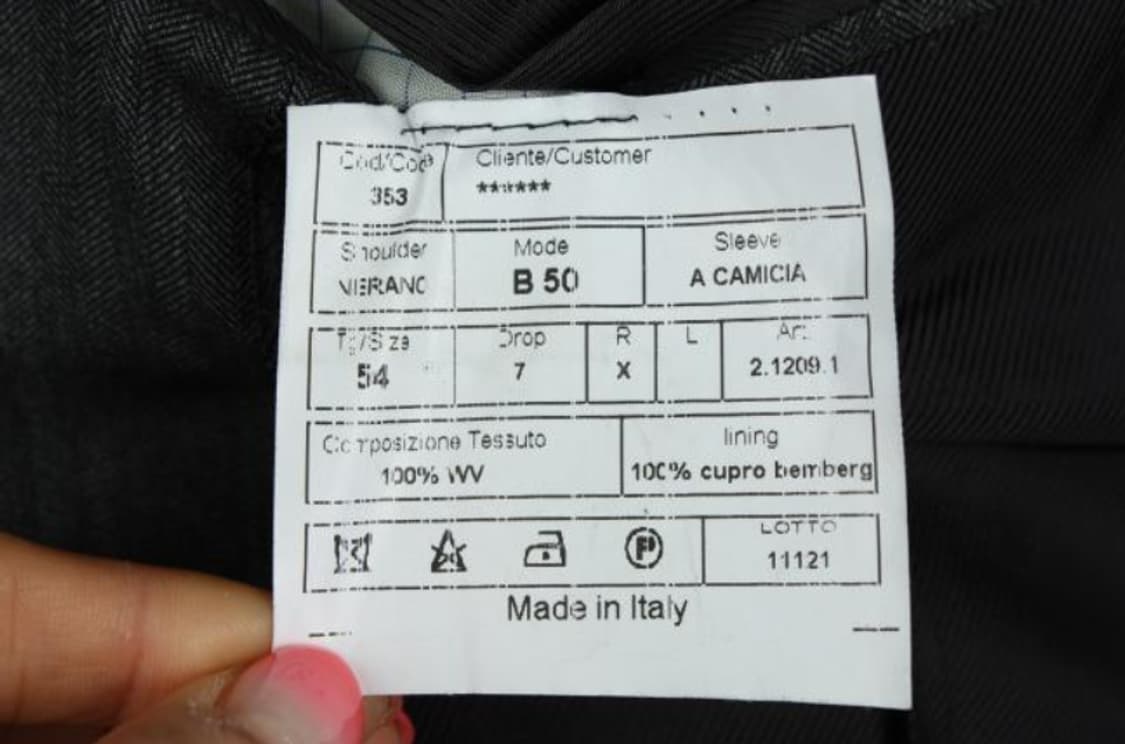 Cod/Code Cliente/Customer
353 ******
Shoulder Mode Sleeve
B 50 A CAMICIA
Tg/Size Drop R L Art.
54 7 X 2.1209.1
Composizione Tessuto lining
100% WV 100% cupro bemberg
LOTTO
P 11121
Made in Italy